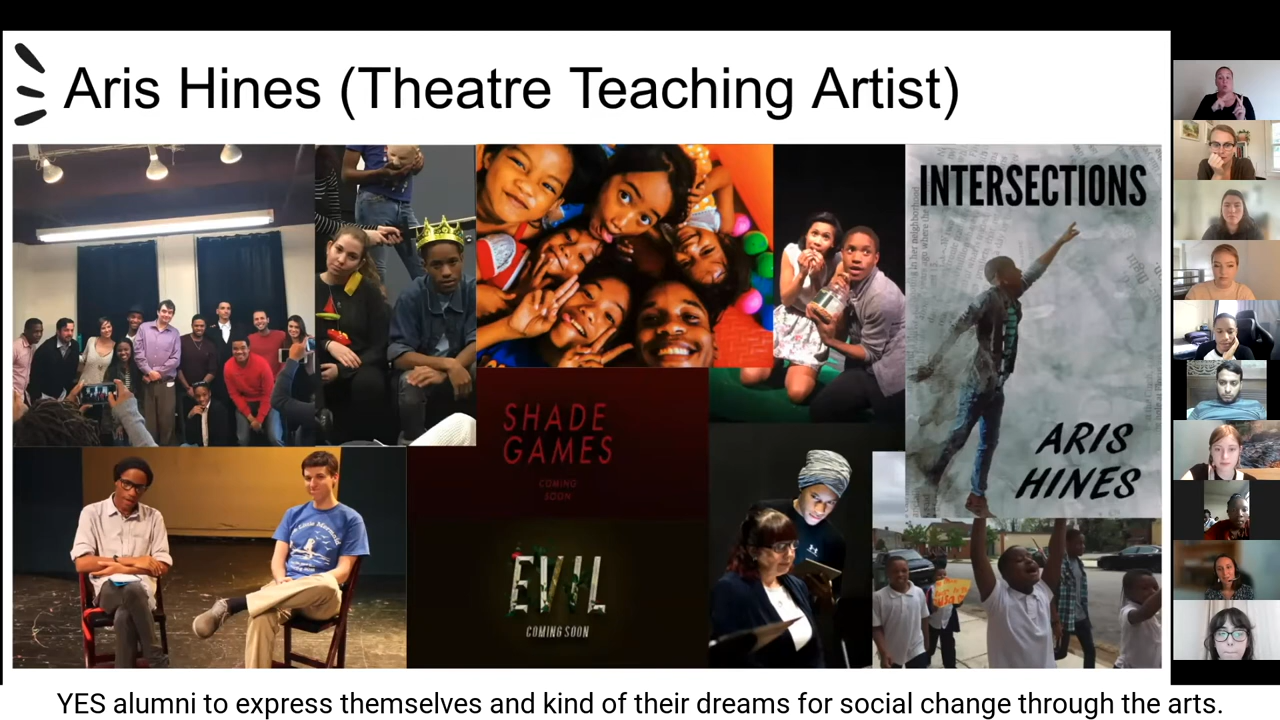 Aris Hines (Theatre Teaching Artist)
INTERSECTIONS
SHADE
GAMES
COMING
SOON
ARIS
HINES
EVIL
COMING SOON
YES alumni to express themselves and kind of their dreams for social change through the arts.